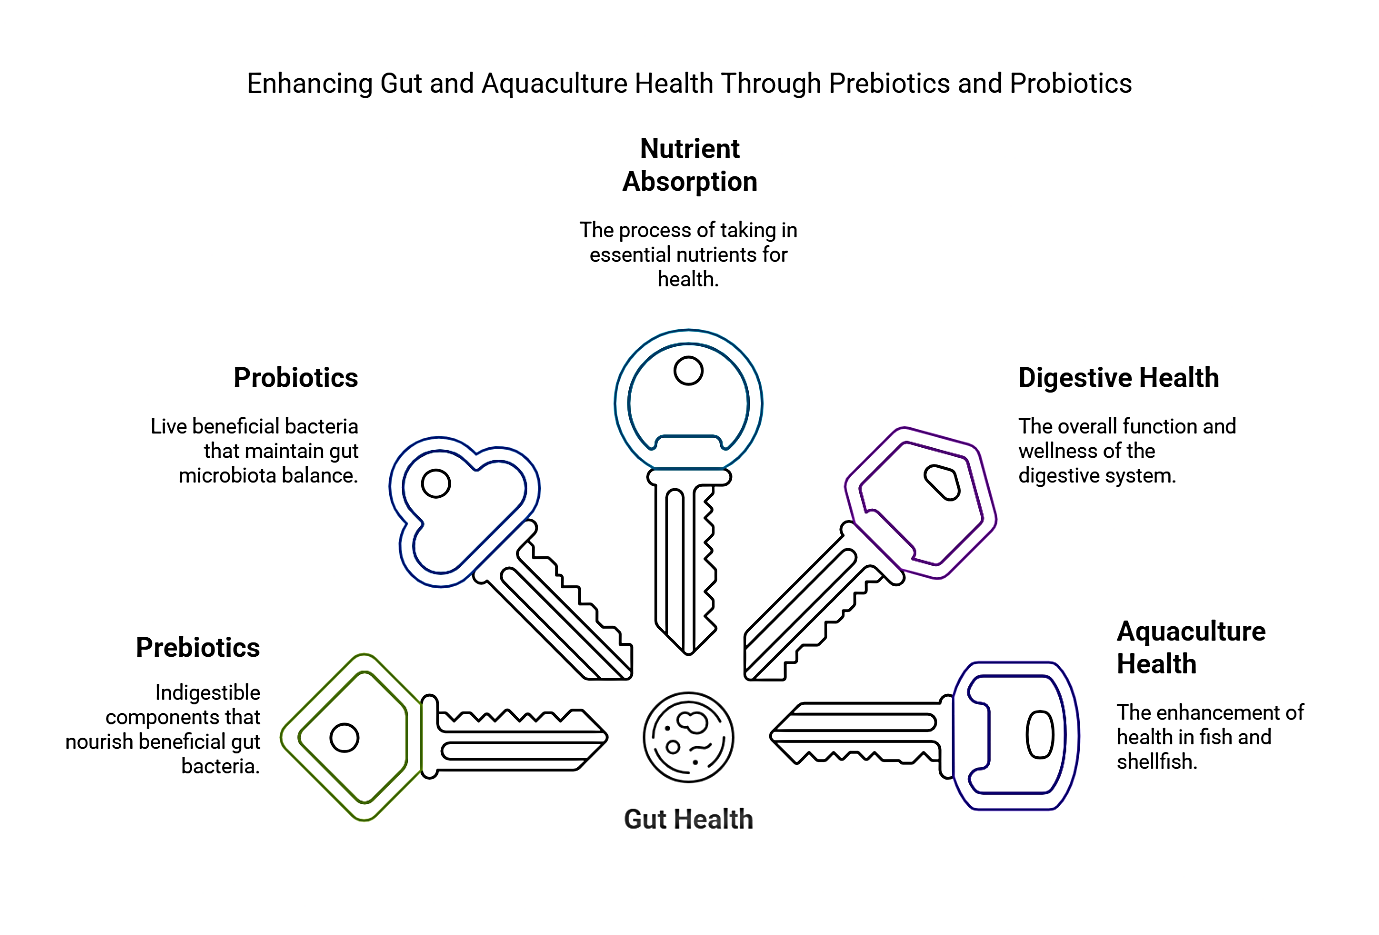 Enhancing Gut and Aquaculture Health Through Prebiotics and Probiotics
Nutrient
Absorption
The process of taking in
essential nutrients for
health.
Probiotics
Live beneficial bacteria
that maintain gut
microbiota balance.
Digestive Health
The overall function and
wellness of the
digestive system.
Prebiotics
Indigestible
components that
nourish beneficial gut
bacteria.
Aquaculture
Health
The enhancement of
health in fish and
shellfish.
Gut Health